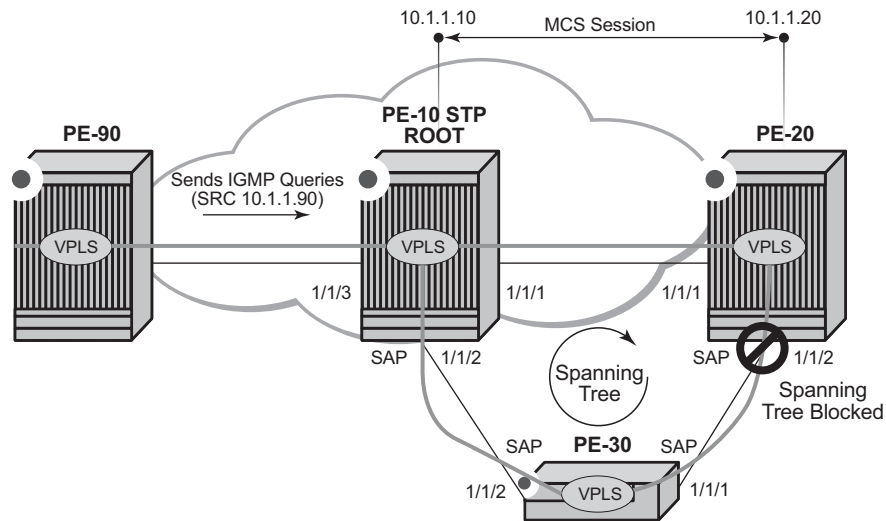 10.1.1.10
MCS Session
10.1.1.20
PE-90
PE-10 STP
ROOT
PE-20
Sends IGMP Queries
(SRC 10.1.1.90)
VPLS
VPLS
VPLS
1/1/3
1/1/1
1/1/1
SAP
1/1/2
SAP
1/1/2
Spanning
Tree
Spanning
Tree Blocked
SAP
PE-30
SAP
1/1/2
VPLS
1/1/1